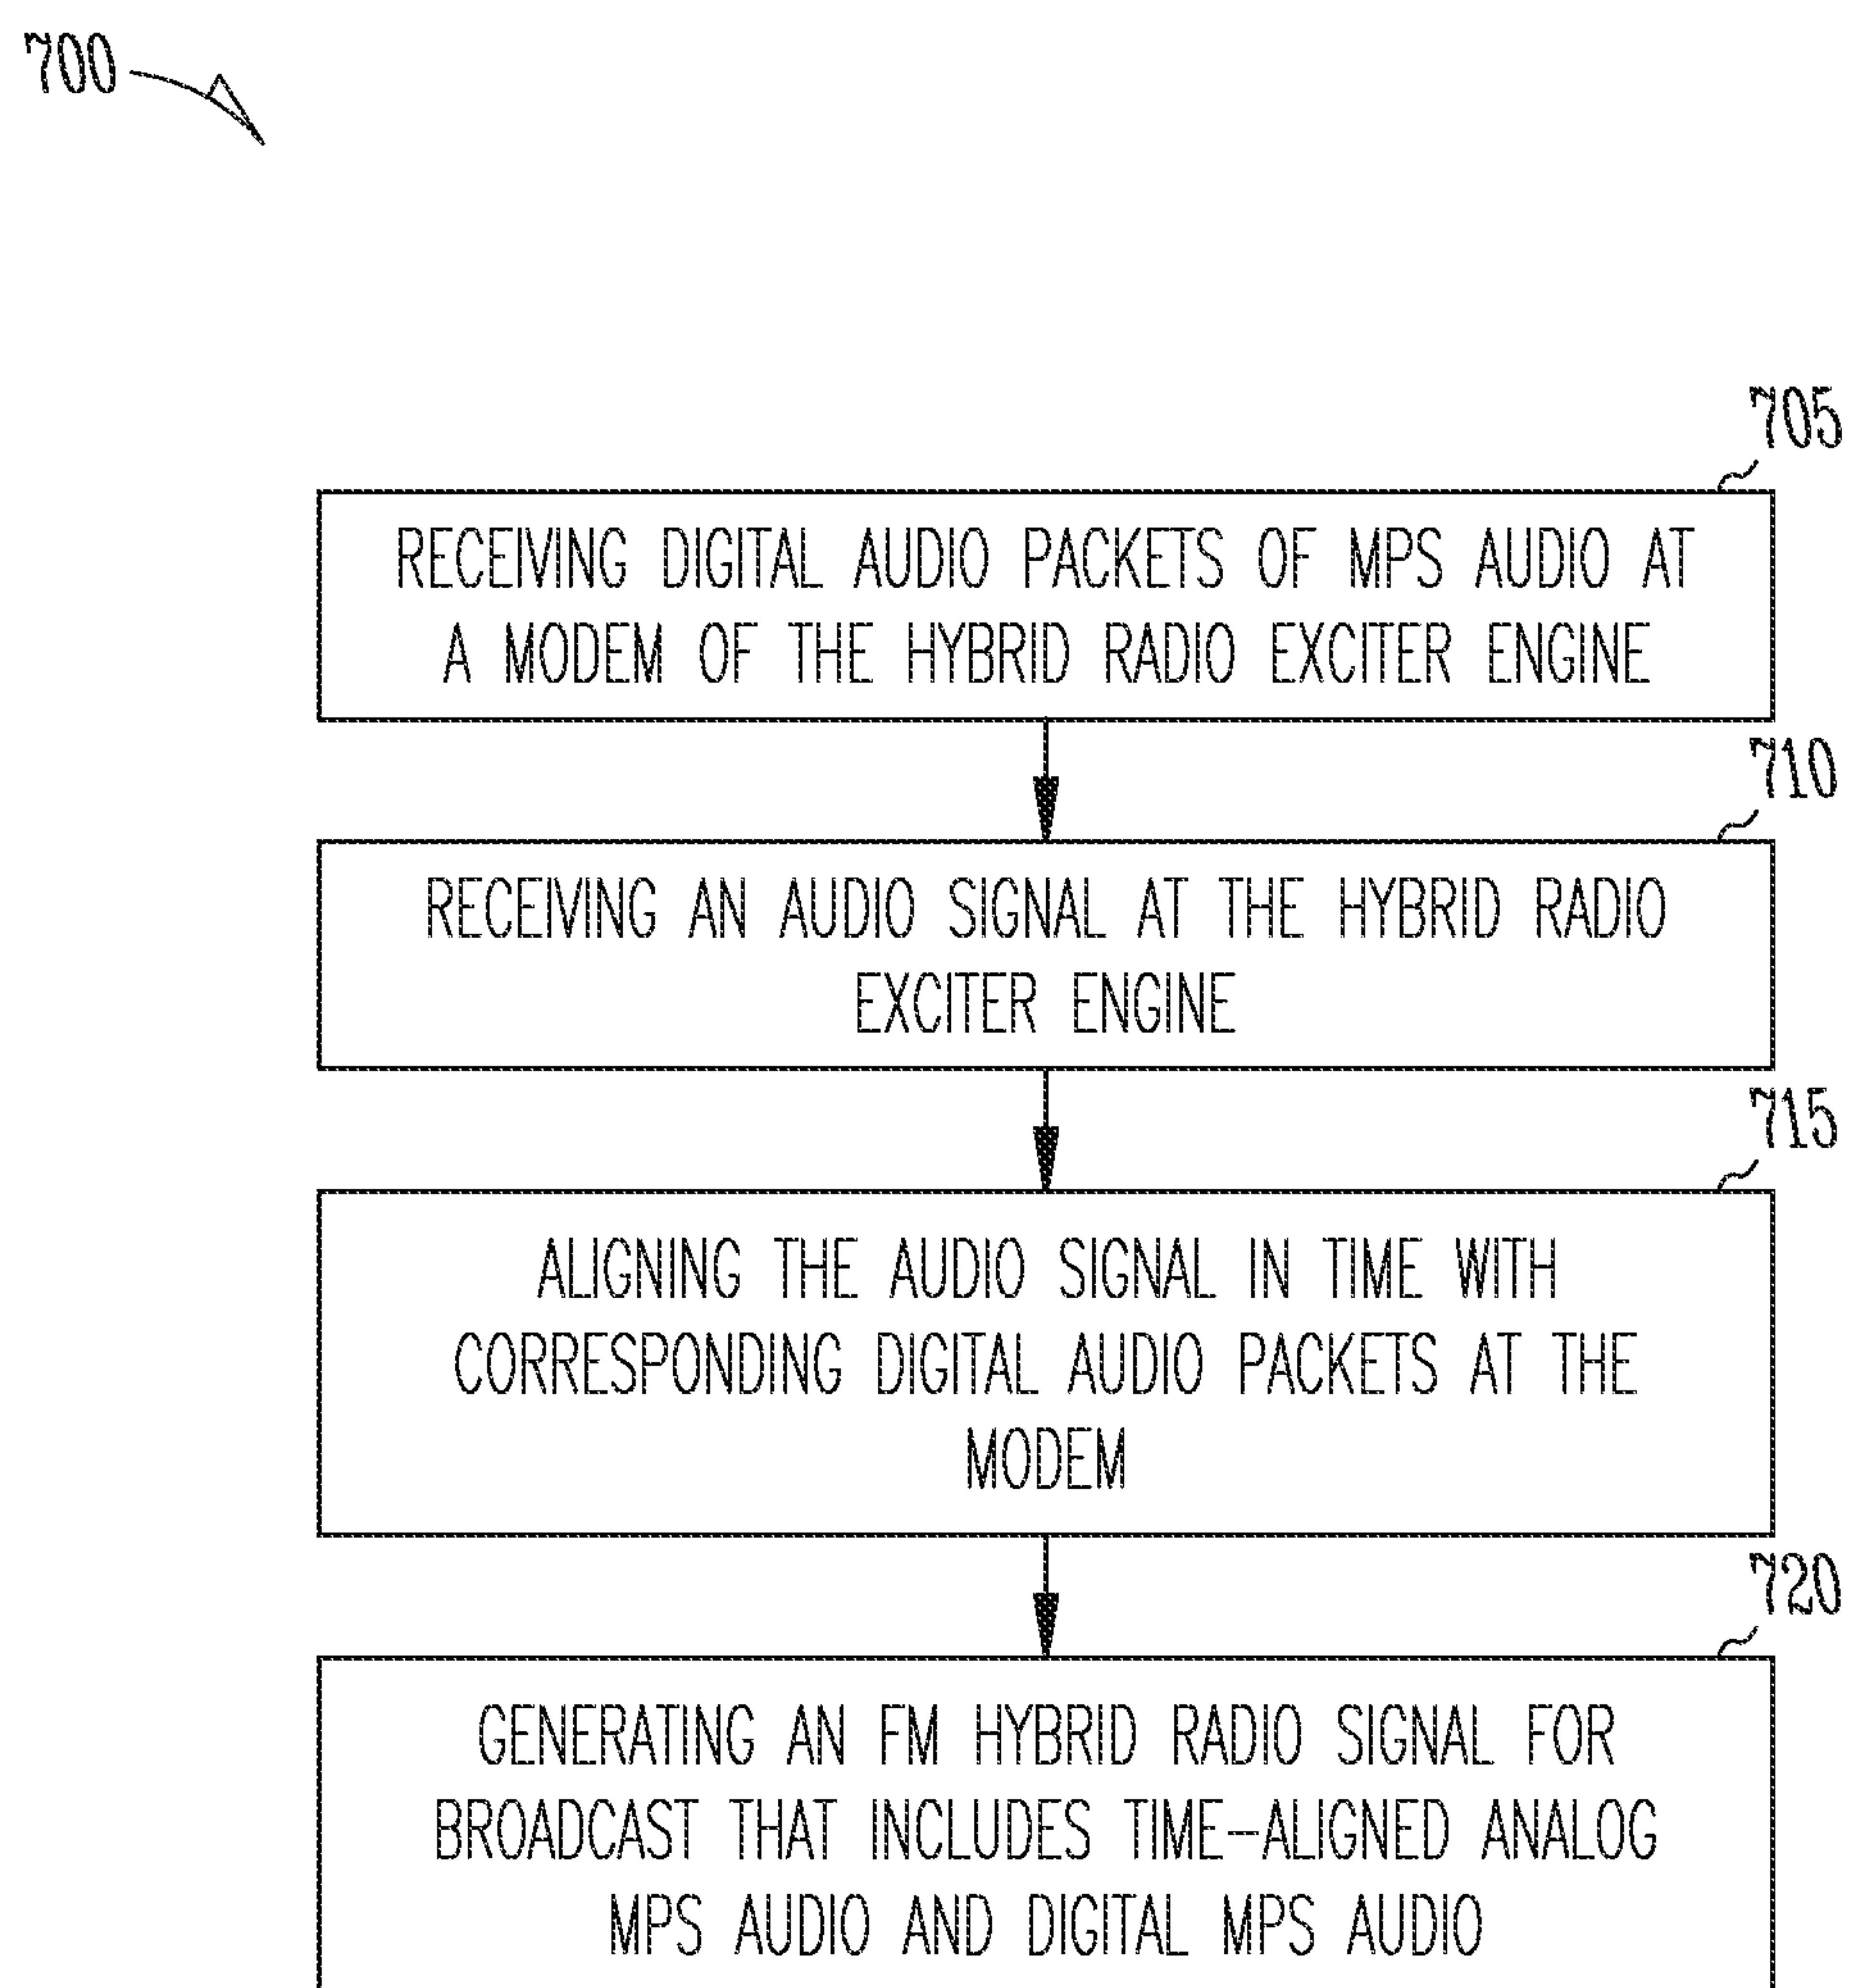 700
705
RECEIVING DIGITAL AUDIO PACKETS OF MPS AUDIO AT
A MODEM OF THE HYBRID RADIO EXCITER ENGINE
710
RECEIVING AN AUDIO SIGNAL AT THE HYBRID RADIO
EXCITER ENGINE
715
ALIGNING THE AUDIO SIGNAL IN TIME WITH
CORRESPONDING DIGITAL AUDIO PACKETS AT THE
MODEM
720
GENERATING AN FM HYBRID RADIO SIGNAL FOR
BROADCAST THAT INCLUDES TIME-ALIGNED ANALOG
MPS AUDIO AND DIGITAL MPS AUDIO